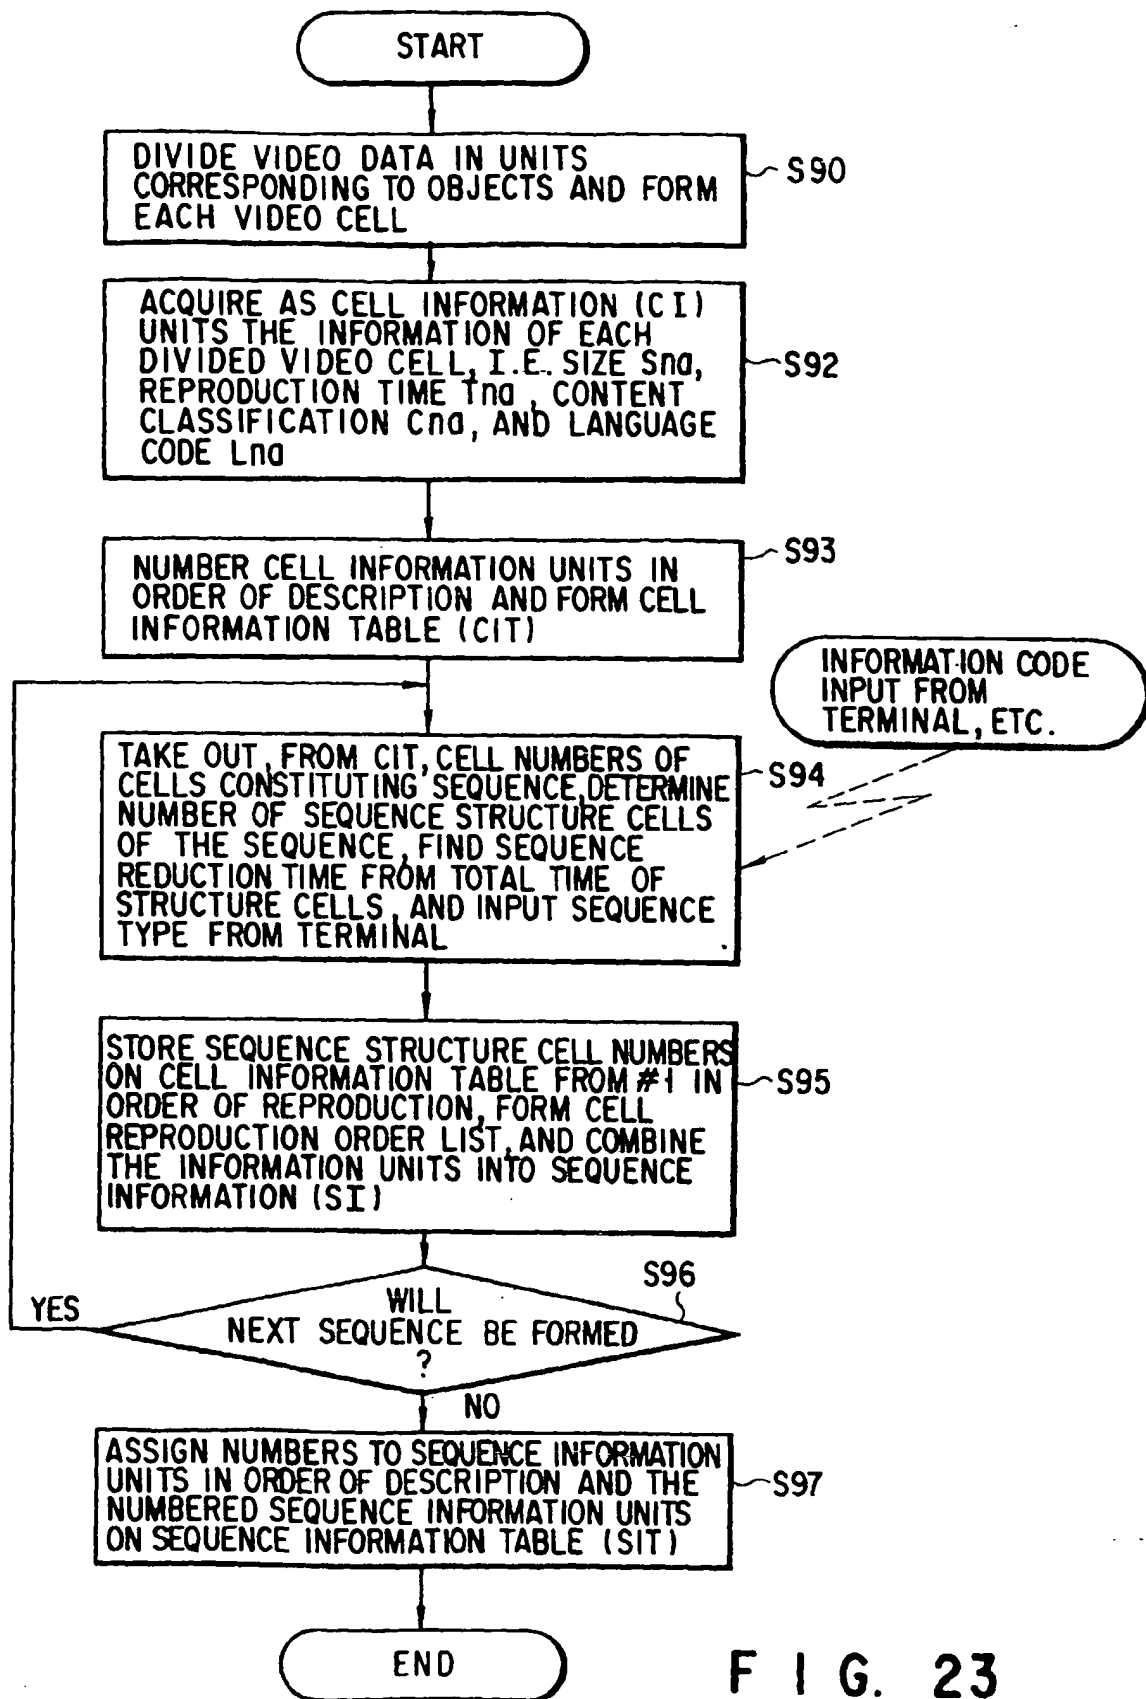 START
DIVIDE VIDEO DATA IN UNITS
CORRESPONDING TO OBJECTS AND FORM
EACH VIDEO CELL
S90
ACQUIRE AS CELL INFORMATION (CI)
UNITS THE INFORMATION OF EACH
DIVIDED VIDEO CELL, I.E. SIZE Sna,
REPRODUCTION TIME Tna, CONTENT
CLASSIFICATION Cna, AND LANGUAGE
CODE Lna
S92
NUMBER CELL INFORMATION UNITS IN
ORDER OF DESCRIPTION AND FORM CELL
INFORMATION TABLE (CIT)
S93
INFORMATION CODE
INPUT FROM
TERMINAL, ETC.
TAKE OUT, FROM CIT, CELL NUMBERS OF
CELLS CONSTITUTING SEQUENCE, DETERMINE
NUMBER OF SEQUENCE STRUCTURE CELLS
OF THE SEQUENCE, FIND SEQUENCE
REDUCTION TIME FROM TOTAL TIME OF
STRUCTURE CELLS, AND INPUT SEQUENCE
TYPE FROM TERMINAL
S94
STORE SEQUENCE STRUCTURE CELL NUMBERS
ON CELL INFORMATION TABLE FROM #1 IN
ORDER OF REPRODUCTION, FORM CELL
REPRODUCTION ORDER LIST, AND COMBINE
THE INFORMATION UNITS INTO SEQUENCE
INFORMATION (SI)
S95
S96
YES
WILL
NEXT SEQUENCE BE FORMED
?
NO
ASSIGN NUMBERS TO SEQUENCE INFORMATION
UNITS IN ORDER OF DESCRIPTION AND THE
NUMBERED SEQUENCE INFORMATION UNITS
ON SEQUENCE INFORMATION TABLE (SIT)
S97
END
FIG. 23